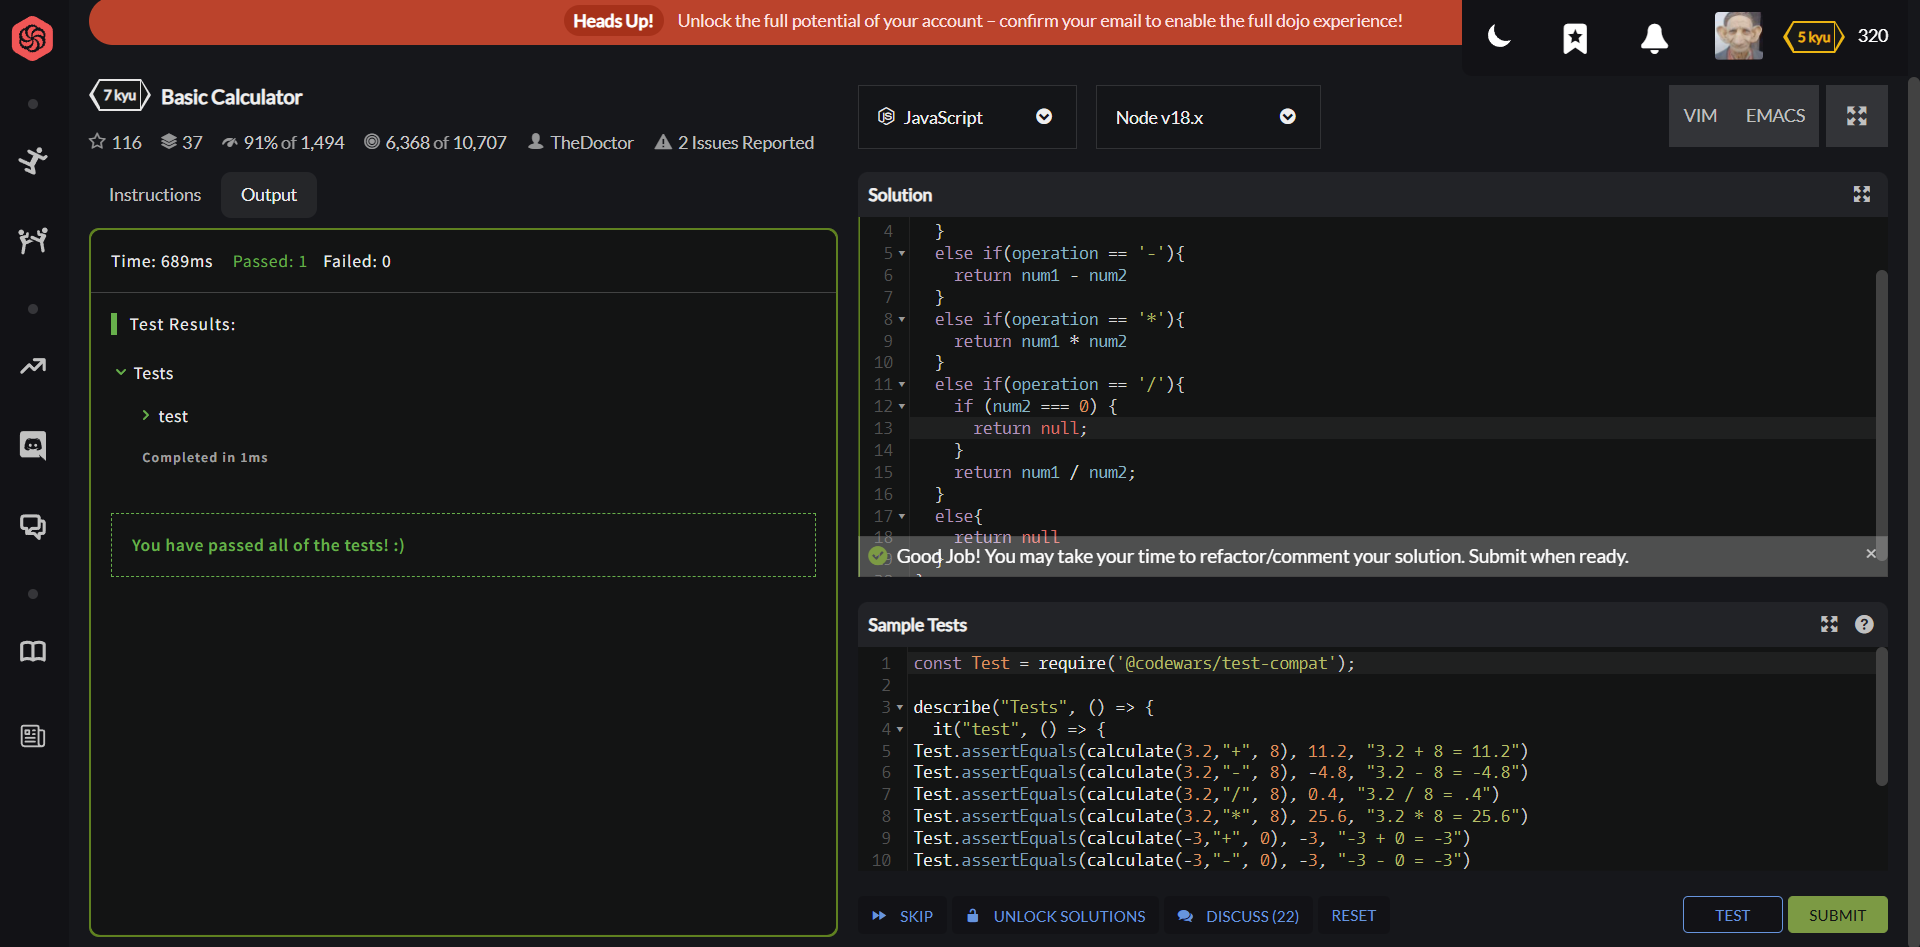 Heads Up! Unlock the full potential of your account – confirm your email to enable the full dojo experience!
5 kyu 320
7 kyu Basic Calculator
116 37 91% of 1,494 6,368 of 10,707 TheDoctor 2 Issues Reported
JavaScript
Node v18.x
VIM EMACS
Instructions Output
Time: 689ms Passed: 1 Failed: 0
Test Results:
Tests
test
Completed in 1ms
You have passed all of the tests! :)
Solution
4 }
5 else if(operation == '-'){
6 return num1 - num2
7 }
8 else if(operation == '*'){
9 return num1 * num2
10 }
11 else if(operation == '/'){
12 if (num2 === 0) {
13 return null;
14 }
15 return num1 / num2;
16 }
17 else{
18 return null
Good Job! You may take your time to refactor/comment your solution. Submit when ready.
Sample Tests
1 const Test = require('@codewars/test-compat');
2
3 describe("Tests", () => {
4 it("test", () => {
5 Test.assertEquals(calculate(3.2,"+", 8), 11.2, "3.2 + 8 = 11.2")
6 Test.assertEquals(calculate(3.2,"-", 8), -4.8, "3.2 - 8 = -4.8")
7 Test.assertEquals(calculate(3.2,"/", 8), 0.4, "3.2 / 8 = .4")
8 Test.assertEquals(calculate(3.2,"*", 8), 25.6, "3.2 * 8 = 25.6")
9 Test.assertEquals(calculate(-3,"+", 0), -3, "-3 + 0 = -3")
10 Test.assertEquals(calculate(-3,"-", 0), -3, "-3 - 0 = -3")
SKIP UNLOCK SOLUTIONS DISCUSS (22) RESET
TEST SUBMIT